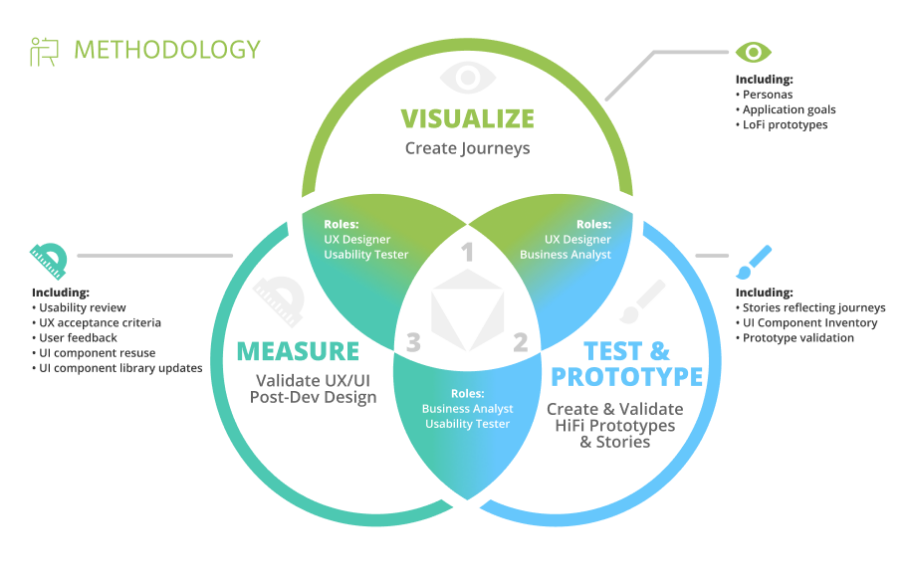 METHODOLOGY
VISUALIZE
Create Journeys
Including:
• Personas
• Application goals
• LoFi prototypes
Roles:
UX Designer
Usability Tester
Roles:
UX Designer
Business Analyst
1
2
3
Including:
• Usability review
• UX acceptance criteria
• User feedback
• UI component resuse
• UI component library updates
MEASURE
Validate UX/UI
Post-Dev Design
Roles:
Business Analyst
Usability Tester
TEST &
PROTOTYPE
Create & Validate
HiFi Prototypes
& Stories
Including:
• Stories reflecting journeys
• UI Component Inventory
• Prototype validation